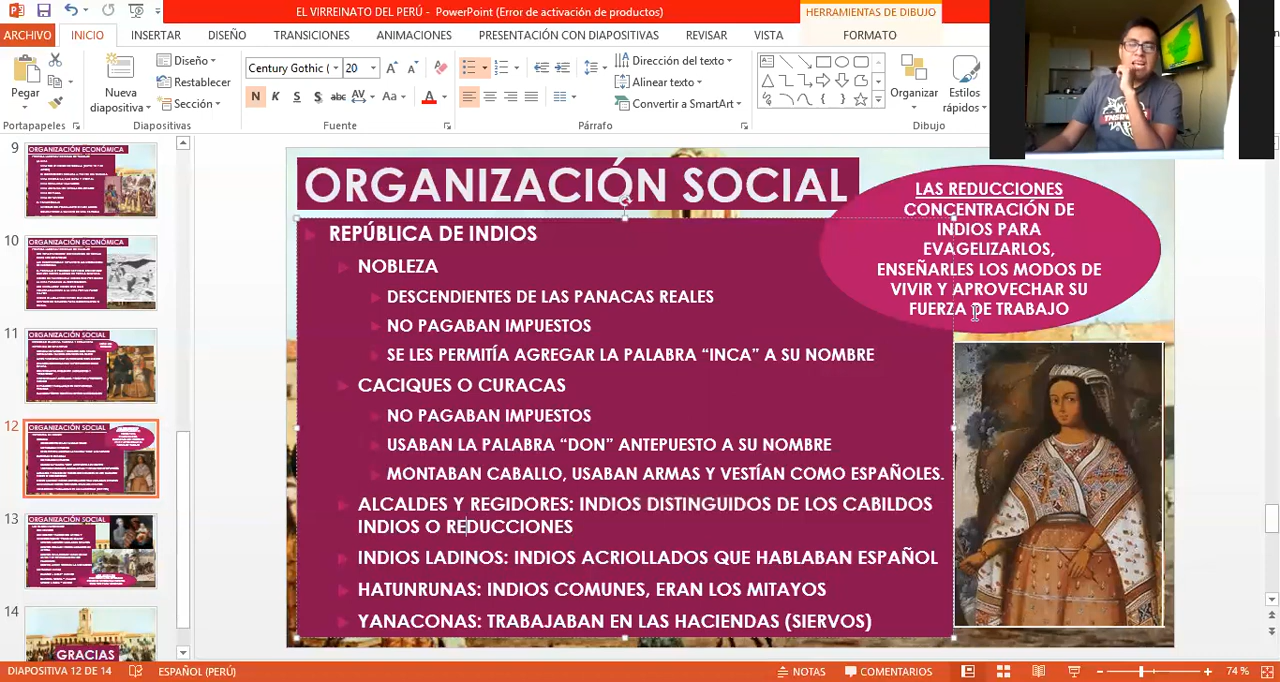 EL VIRREINATO DEL PERÚ - PowerPoint (Error de activación de productos)
HERRAMIENTAS DE DIBUJO
ARCHIVO
INICIO
INSERTAR
DISEÑO
TRANSICIONES
ANIMACIONES
PRESENTACIÓN CON DIAPOSITIVAS
REVISAR
VISTA
FORMATO
Pegar
Nueva
diapositiva
Diseño
Restablecer
Sección
Century Gothic (
20
N K S S abc AV Aa A
Dirección del texto
Alinear texto
Convertir a SmartArt
Organizar
Estilos
rápidos
Portapapeles
Diapositivas
Fuente
Párrafo
Dibujo
9
ORGANIZACIÓN ECONÓMICA
10
ORGANIZACIÓN ECONÓMICA
11
ORGANIZACIÓN SOCIAL
12
ORGANIZACIÓN SOCIAL
13
ORGANIZACIÓN SOCIAL
14
GRACIAS
ORGANIZACIÓN SOCIAL
REPÚBLICA DE INDIOS
NOBLEZA
DESCENDIENTES DE LAS PANACAS REALES
NO PAGABAN IMPUESTOS
SE LES PERMITÍA AGREGAR LA PALABRA “INCA” A SU NOMBRE
CACIQUES O CURACAS
NO PAGABAN IMPUESTOS
USABAN LA PALABRA “DON” ANTEPUESTO A SU NOMBRE
MONTABAN CABALLO, USABAN ARMAS Y VESTÍAN COMO ESPAÑOLES.
ALCALDES Y REGIDORES: INDIOS DISTINGUIDOS DE LOS CABILDOS
INDIOS O REDUCCIONES
INDIOS LADINOS: INDIOS ACRIOLLADOS QUE HABLABAN ESPAÑOL
HATUNRUNAS: INDIOS COMUNES, ERAN LOS MITAYOS
YANACONAS: TRABAJABAN EN LAS HACIENDAS (SIERVOS)
LAS REDUCCIONES
CONCENTRACIÓN DE
INDIOS PARA
EVAGELIZARLOS,
ENSEÑARLES LOS MODOS DE
VIVIR Y APROVECHAR SU
FUERZA DE TRABAJO
DIAPOSITIVA 12 DE 14
ESPAÑOL (PERÚ)
NOTAS
COMENTARIOS
74 %